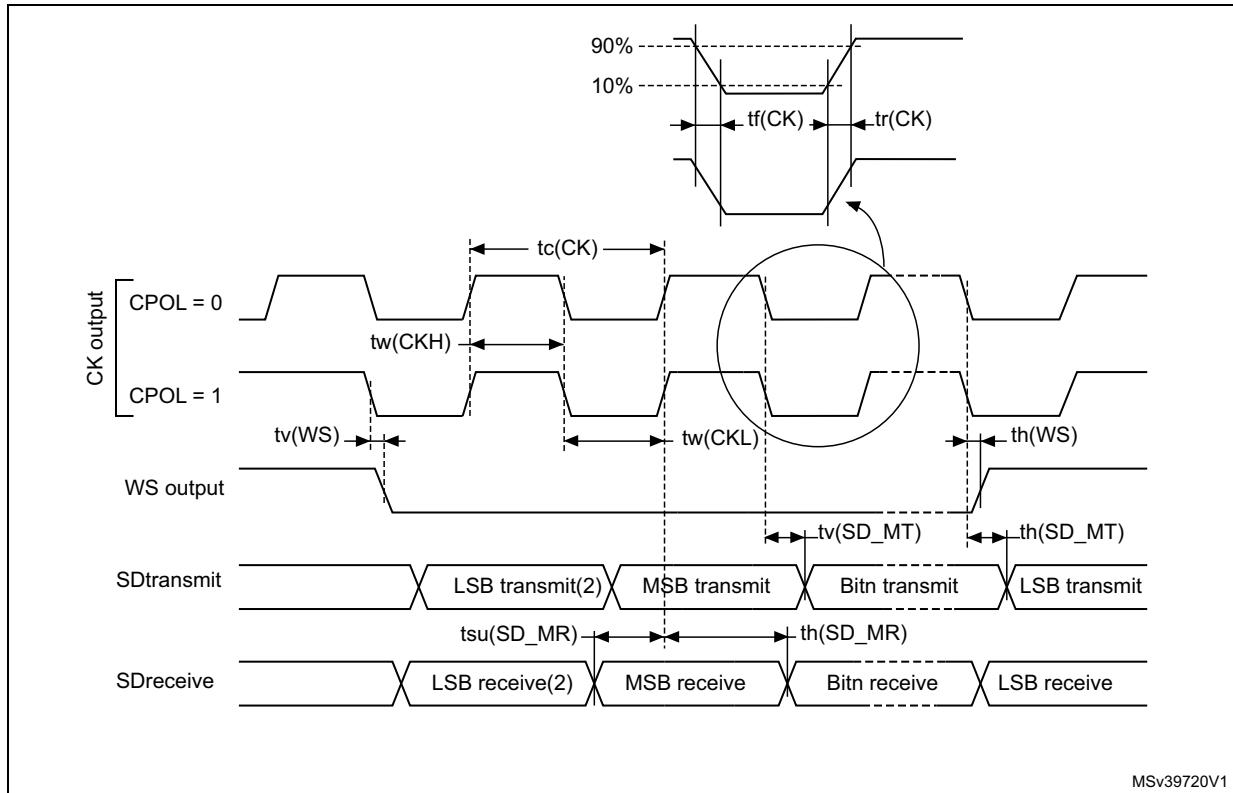 90%
10%
tf(CK)
tr(CK)
tc(CK)
CK output
CPOL = 0
tw(CKH)
CPOL = 1
tv(WS)
tw(CKL)
th(WS)
WS output
tv(SD_MT)
th(SD_MT)
SDtransmit
LSB transmit(2)
MSB transmit
Bitn transmit
LSB transmit
tsu(SD_MR)
th(SD_MR)
SDreceive
LSB receive(2)
MSB receive
Bitn receive
LSB receive
MSv39720V1